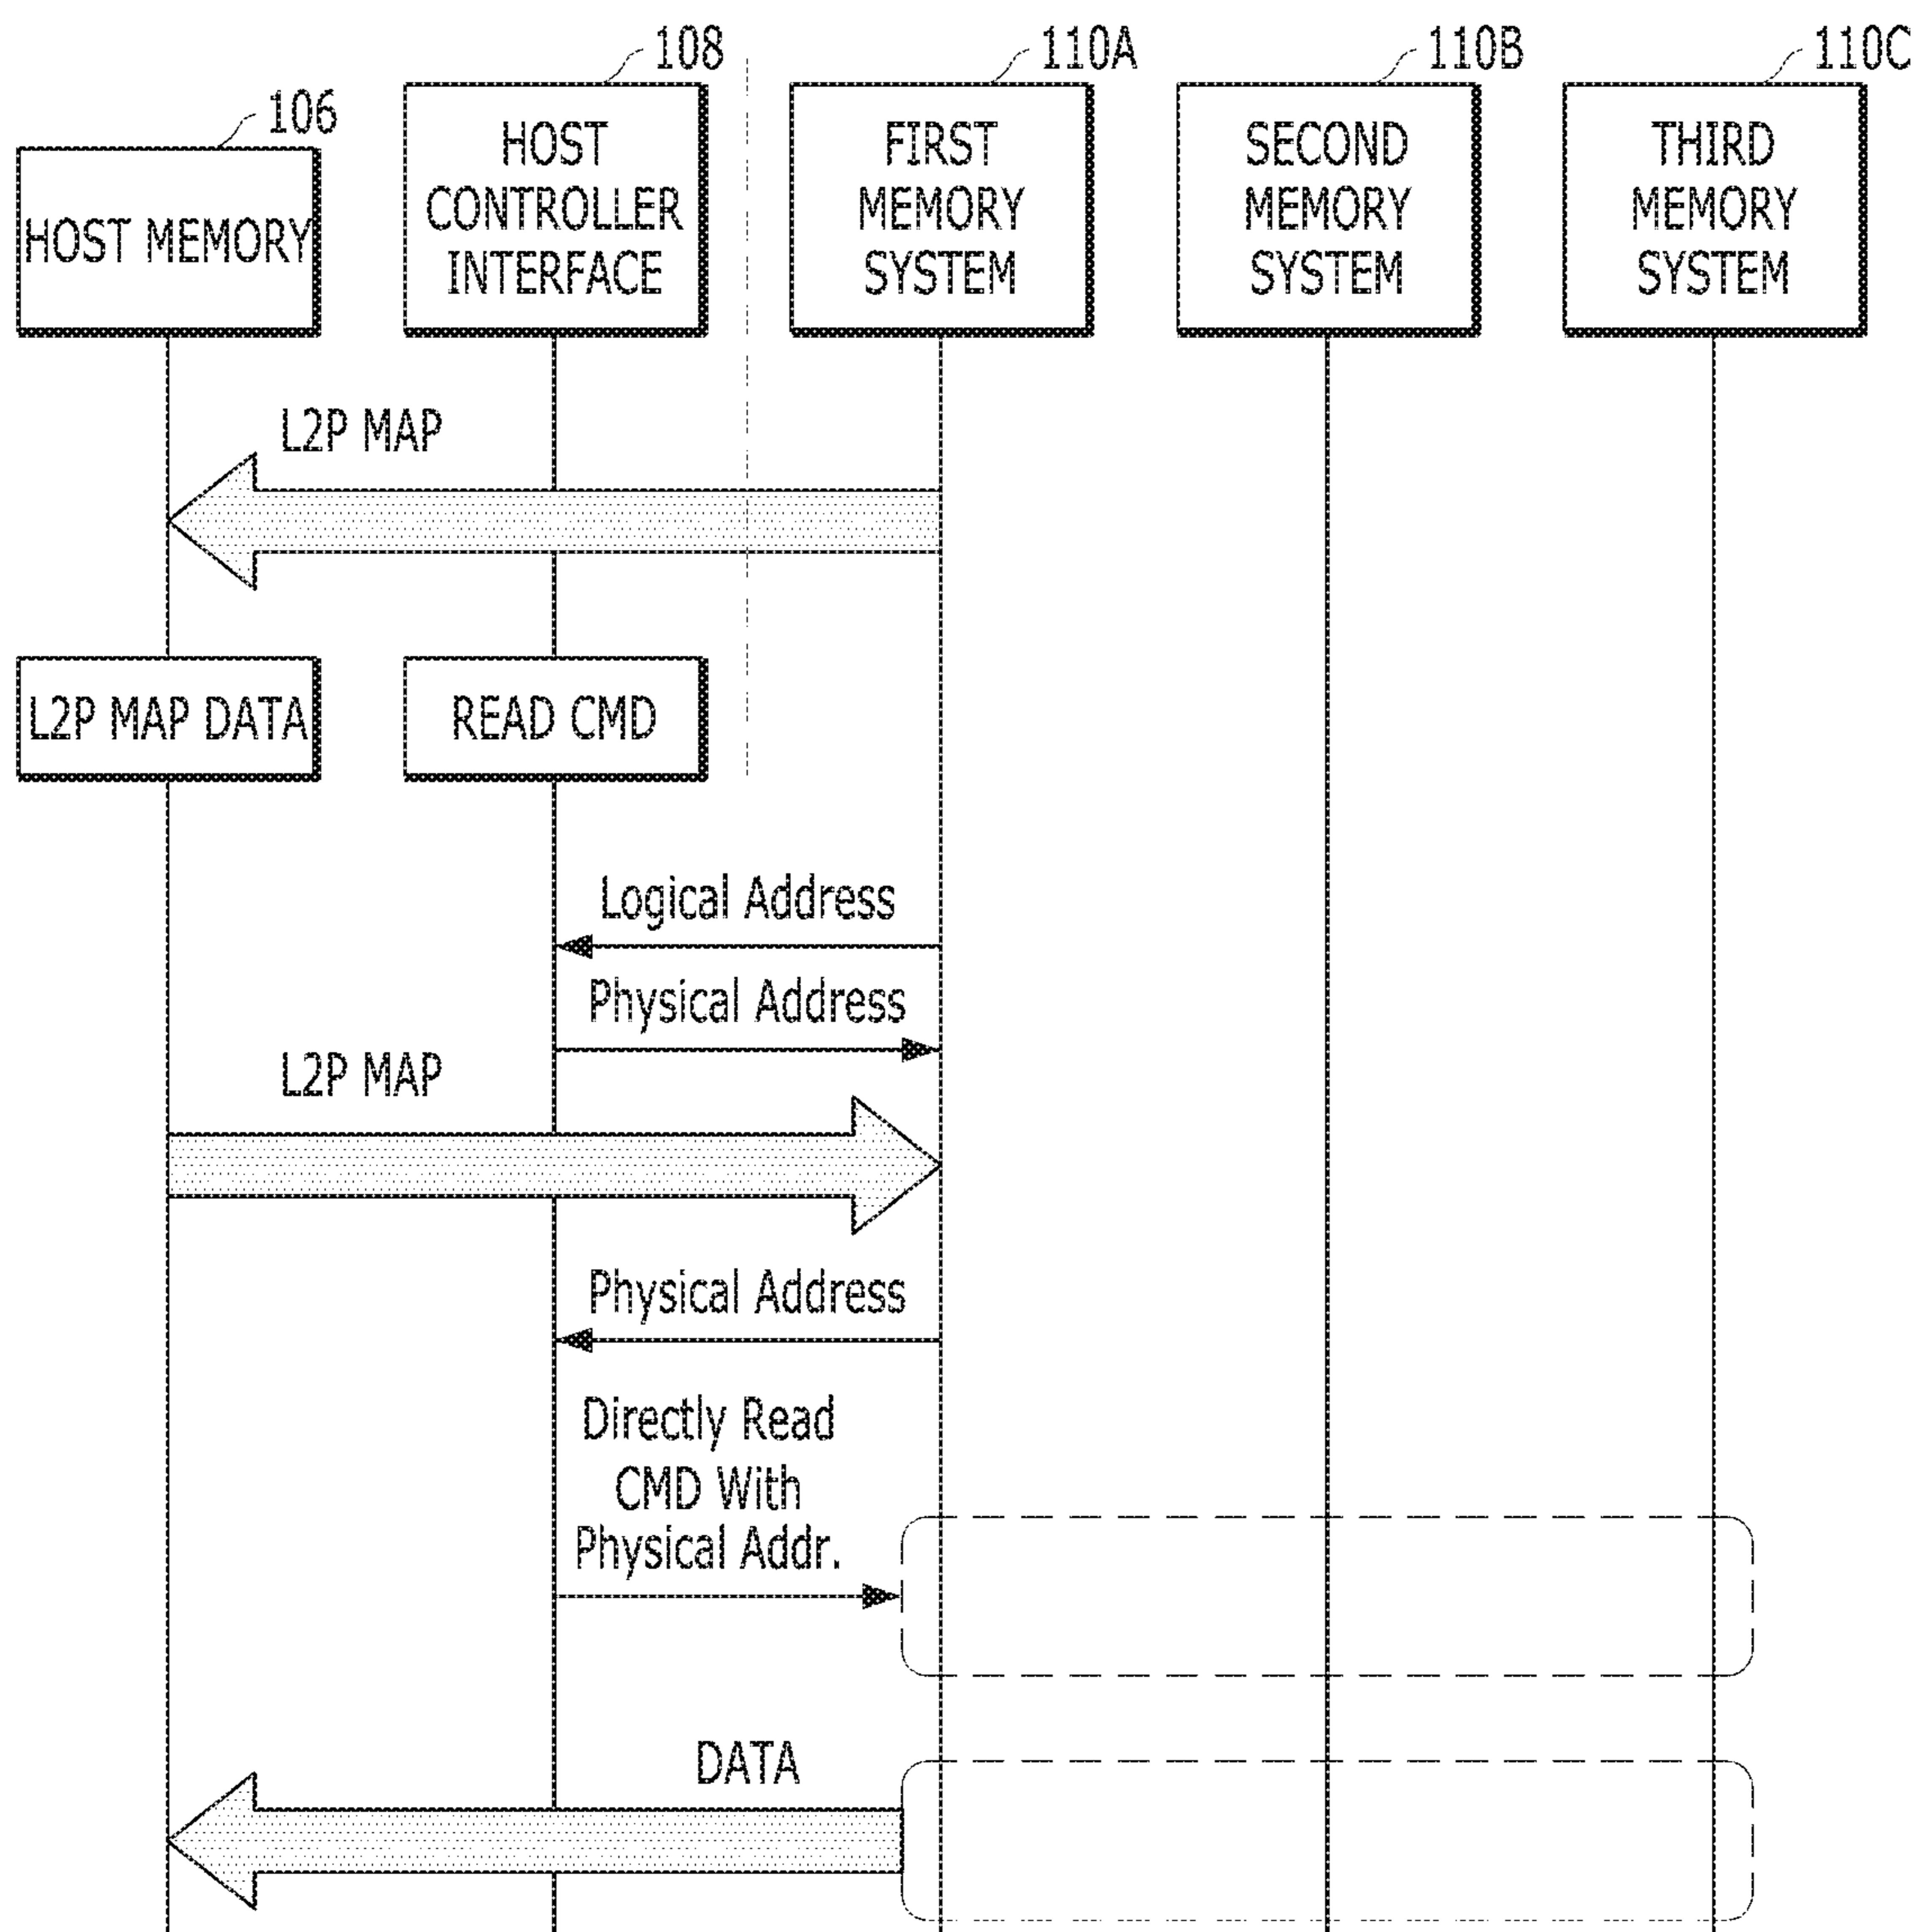 106
108
110A
110B
110C
HOST MEMORY
HOST
CONTROLLER
INTERFACE
FIRST
MEMORY
SYSTEM
SECOND
MEMORY
SYSTEM
THIRD
MEMORY
SYSTEM
L2P MAP
L2P MAP DATA
READ CMD
Logical Address
Physical Address
L2P MAP
Physical Address
Directly Read
CMD With
Physical Addr.
DATA